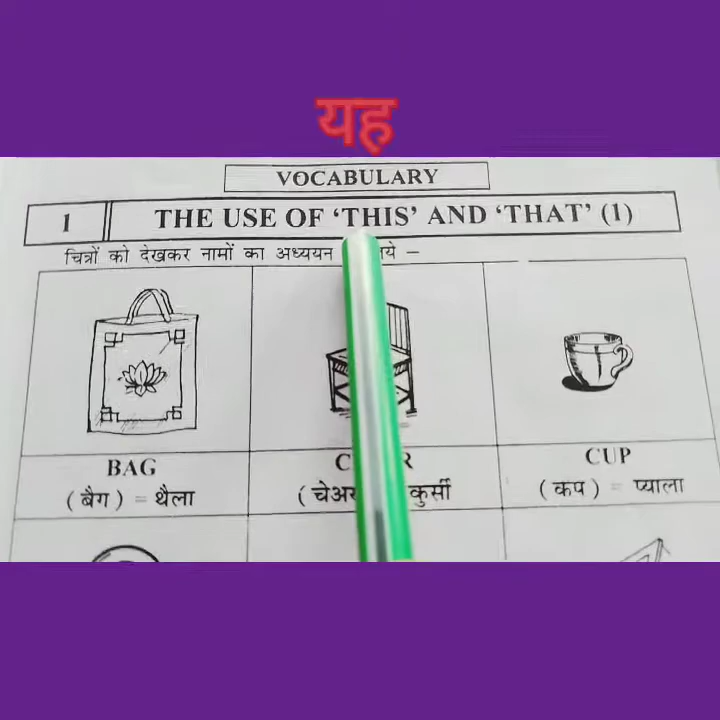 यह
VOCABULARY
1 THE USE OF ‘THIS’ AND ‘THAT’ (1)
चित्रों को देखकर नामों का अध्ययन –
BAG
CUP
(बैग) = थैला
कुर्सी
(कप) = प्याला